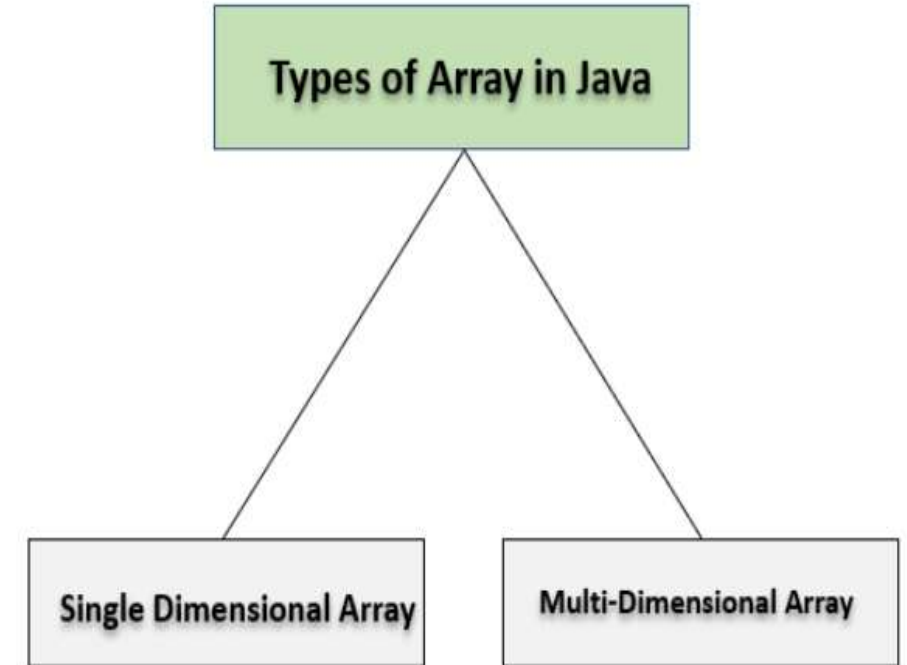 Types of Array in Java
Single Dimensional Array
Multi-Dimensional Array